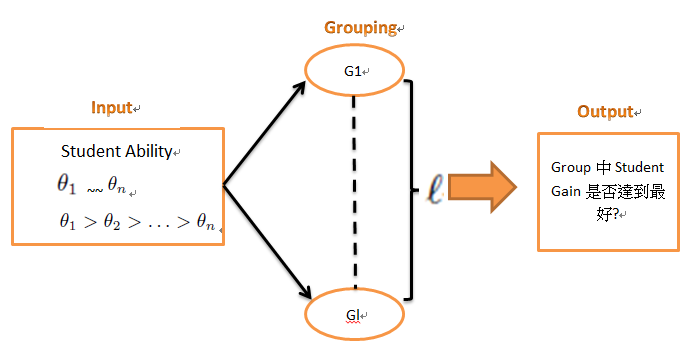 Grouping
G1
Input
Student Ability
θ₁ ~~ θₙ
θ₁ > θ₂ > ... > θₙ
Gl
ℓ
Output
Group 中 Student
Gain 是否達到最
好?